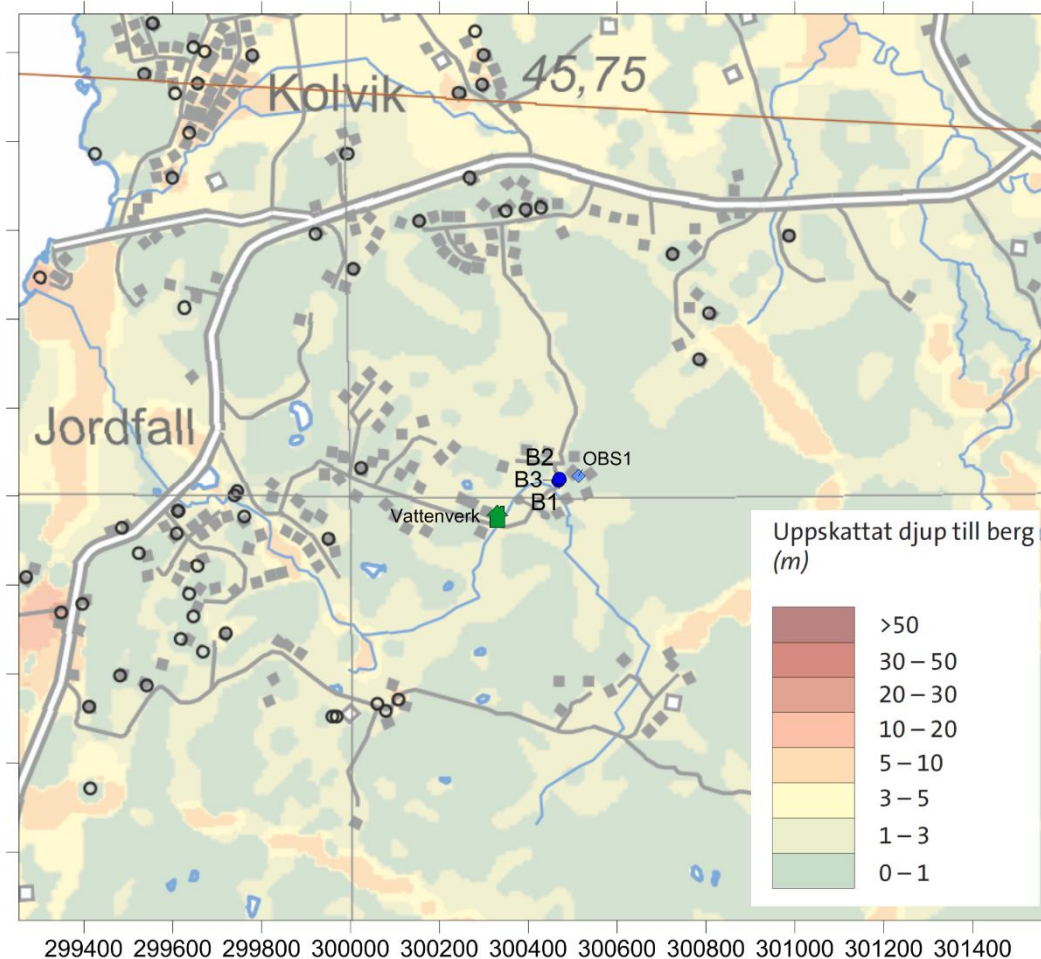 Kolvik
45,75
Jordfall
B2
OBS1
B3
B1
Vattenverk
Uppskattat djup till berg
(m)
>50
30 – 50
20 – 30
10 – 20
5 – 10
3 – 5
1 – 3
0 – 1
299400 299600 299800 300000 300200 300400 300600 300800 301000 301200 301400